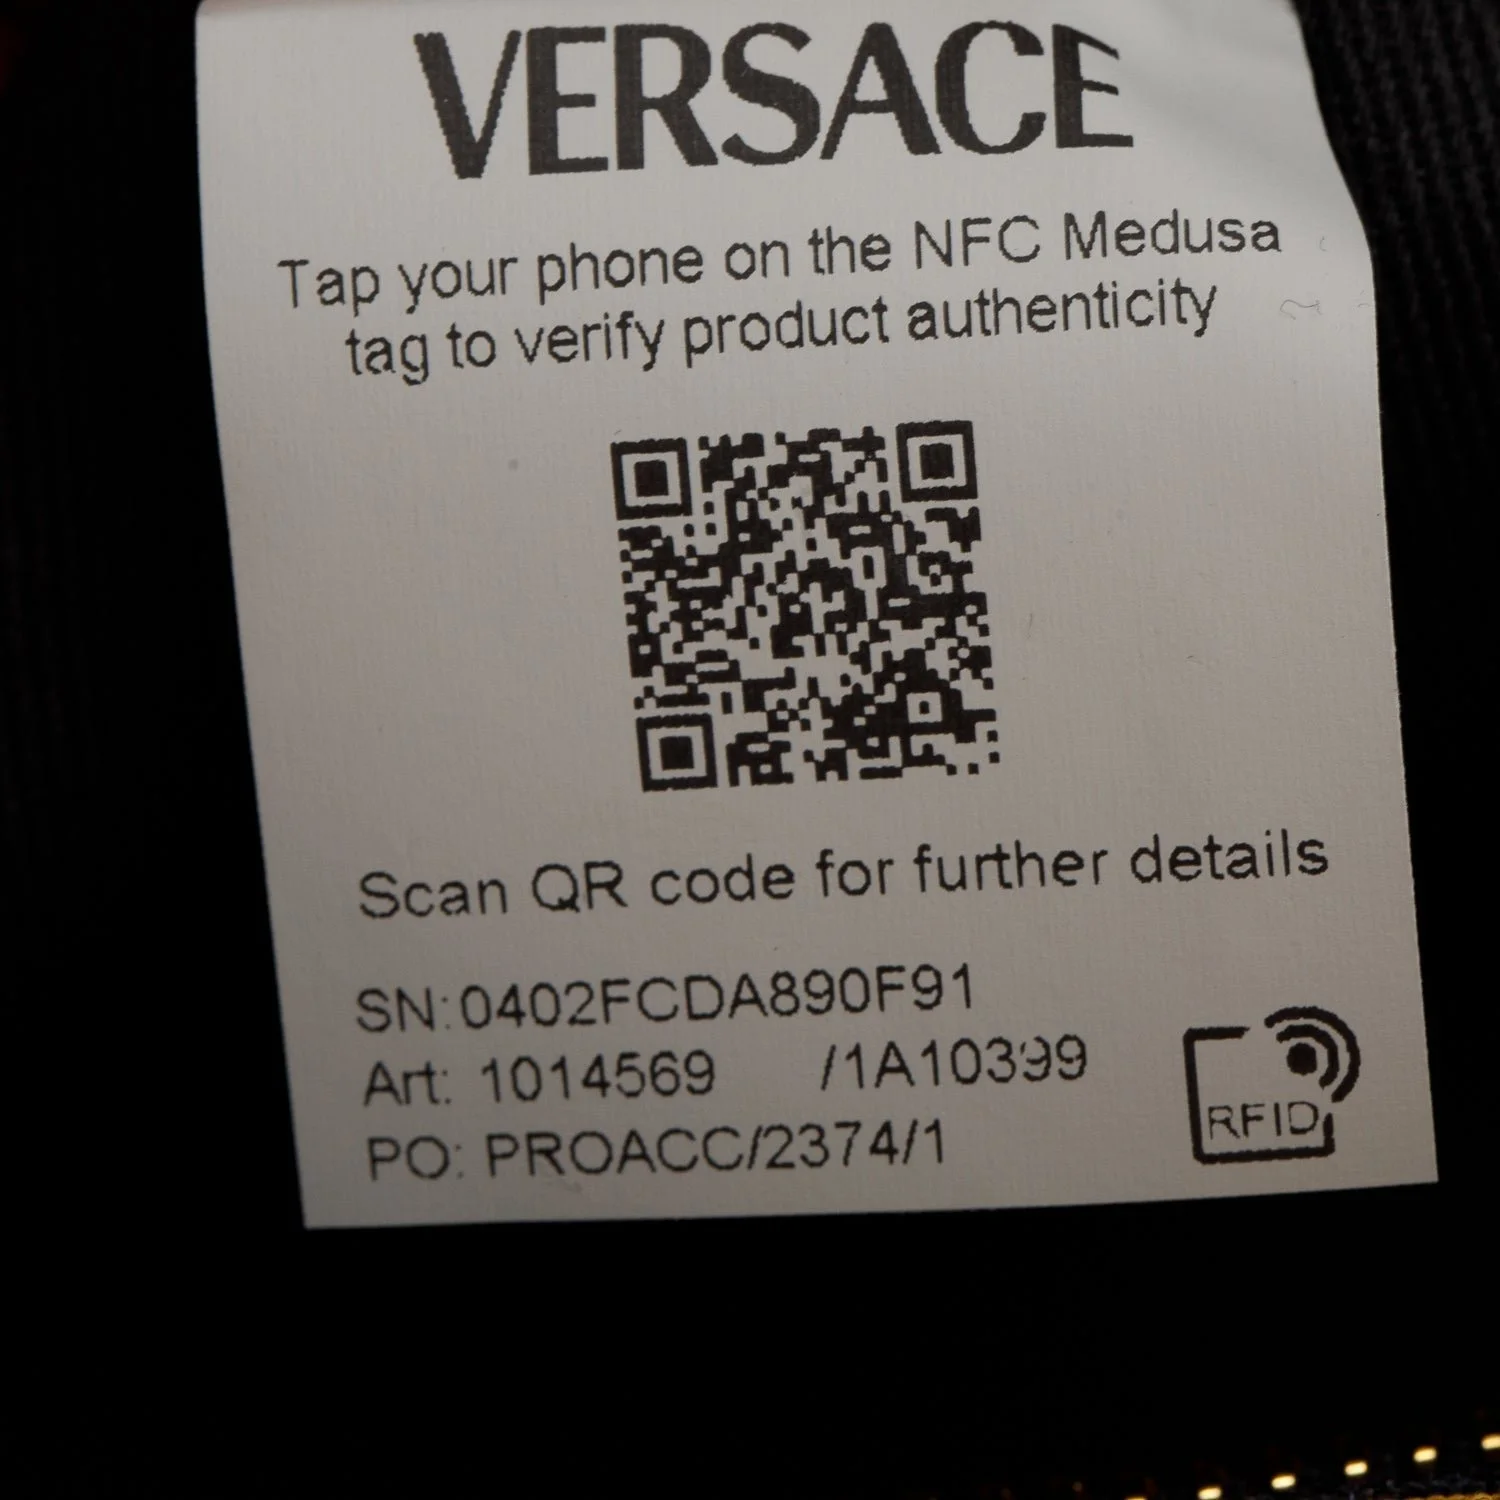 VERSACE
Tap your phone on the NFC Medusa
tag to verify product authenticity
Scan QR code for further details
SN:0402FCDA890F91
Art: 1014569 /1A10399
PO: PROACC/2374/1
RFID